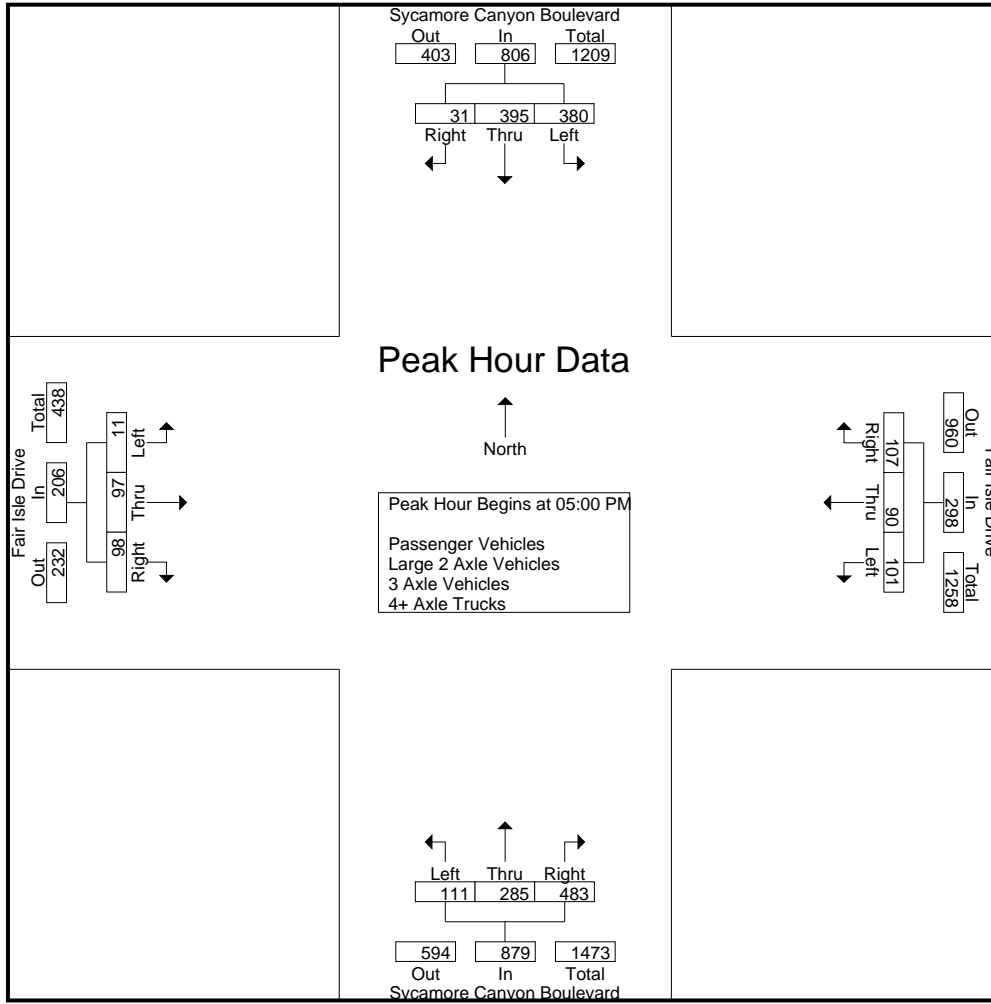 Sycamore Canyon Boulevard
Out In Total
403 806 1209
31 395 380
Right Thru Left
Peak Hour Data
North
Peak Hour Begins at 05:00 PM
Passenger Vehicles
Large 2 Axle Vehicles
3 Axle Vehicles
4+ Axle Trucks
Fair Isle Drive
Out In Total
232 206 438
Left Thru Right
11 97 98
Fair Isle Drive
Out In Total
960 298 1258
Right Thru Left
107 90 101
Left Thru Right
111 285 483
594 879 1473
Out In Total
Sycamore Canyon Boulevard